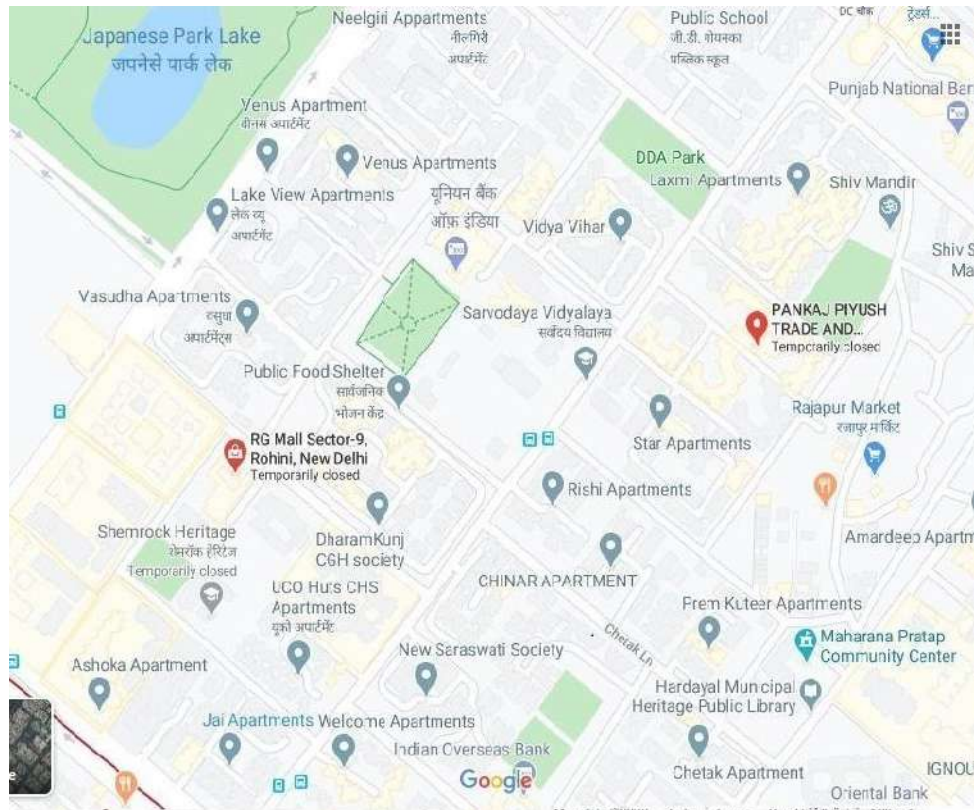 Neelgiri Appartments
नीलगिरी
अपार्टमेंट
Public School
जी.डी. गोयनका
पब्लिक स्कूल
DC चौक
ट्रेडर्स...
Japanese Park Lake
जपनेसे पार्क लेक
Punjab National Ban
Venus Apartment
वीनस अपार्टमेंट
Venus Apartments
DDA Park
Laxmi Apartments
Shiv Mandir
Lake View Apartments
लेक व्यू
अपार्टमेंट
यूनियन बैंक
ऑफ़ इंडिया
Vidya Vihar
Shiv S
Ma
Vasudha Apartments
वसुधा
अपार्टमेंट्स
Sarvodaya Vidyalaya
सर्वोदय विद्यालय
PANKAJ PIYUSH
TRADE AND...
Temporarily closed
Public Food Shelter
सार्वजनिक
भोजन केंद्र
Rajapur Market
रजापुर मार्किट
RG Mall Sector-9,
Rohini, New Delhi
Temporarily closed
Star Apartments
Rishi Apartments
Shemrock Heritage
शेमरॉक हेरिटेज
Temporarily closed
DharamKunj
CGH society
Amardeep Apartm
CHINAR APARTMENT
UCO Huts CHS
Apartments
यूको अपार्टमेंट
Prem Kuteer Apartments
Chetak Ln
Maharana Pratap
Community Center
New Saraswati Society
Ashoka Apartment
Hardayal Municipal
Heritage Public Library
Jai Apartments
Welcome Apartments
Indian Overseas Bank
Google
Chetak Apartment
IGNOU
Oriental Bank